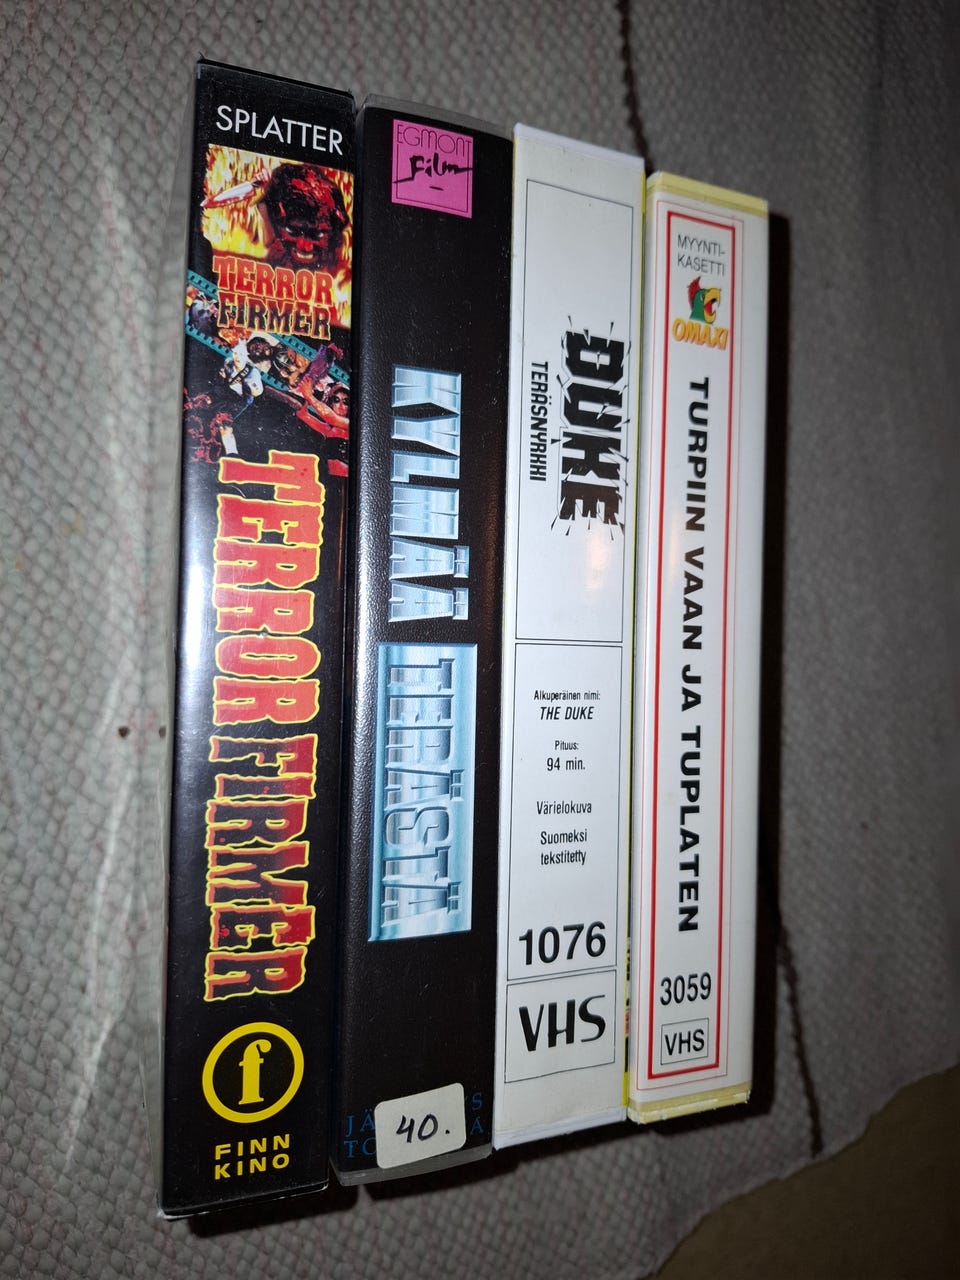 SPLATTER
TERROR
FIRMER
TERROR FIRMER
f
FINN
KINO
EGMONT
Film
KYLMÄÄ
TERÄSTÄ
40.
DUKE
TERÄSNYRKKI
Alkuperäinen nimi:
THE DUKE
Pituus:
94 min.
Värielokuva
Suomeksi
tekstitetty
1076
VHS
MYYNTI-
KASETTI
OMAXI
TURPIIN VAAN JA TUPLATEN
3059
VHS